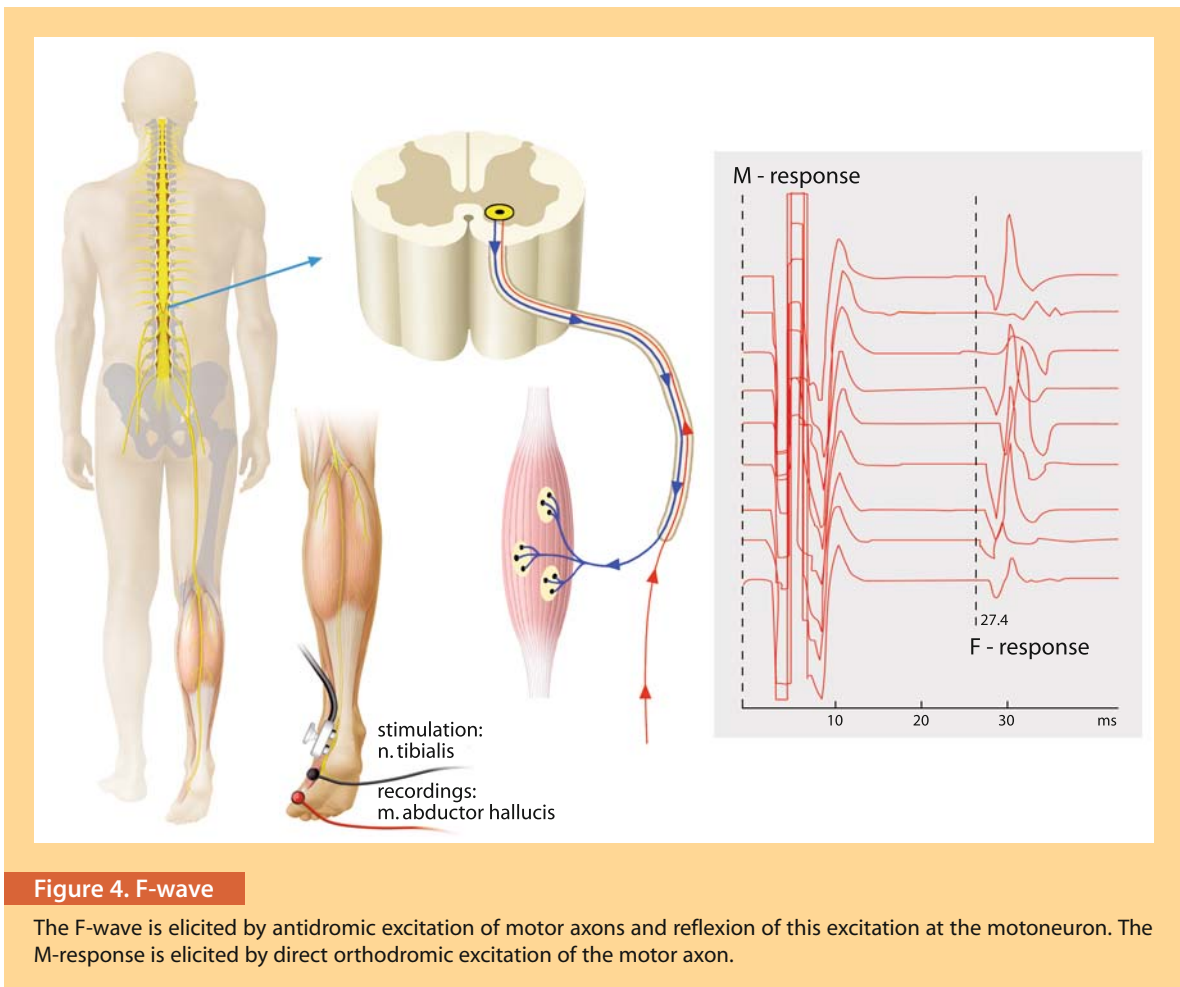 M - response
27.4
F - response
10 20 30 ms
stimulation:
n. tibialis
recordings:
m. abductor hallucis
Figure 4. F-wave
The F-wave is elicited by antidromic excitation of motor axons and reflexion of this excitation at the motoneuron. The
M-response is elicited by direct orthodromic excitation of the motor axon.